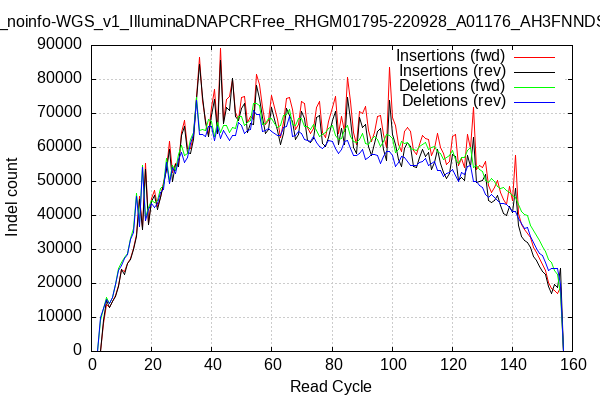 _noinfo-WGS_v1_IlluminaDNAPCRFree_RHGM01795-220928_A01176_AH3FNNDS
Insertions (fwd)
Insertions (rev)
Deletions (fwd)
Deletions (rev)
90000
80000
70000
60000
50000
40000
30000
20000
10000
0
Indel count
0 20 40 60 80 100 120 140 160
Read Cycle